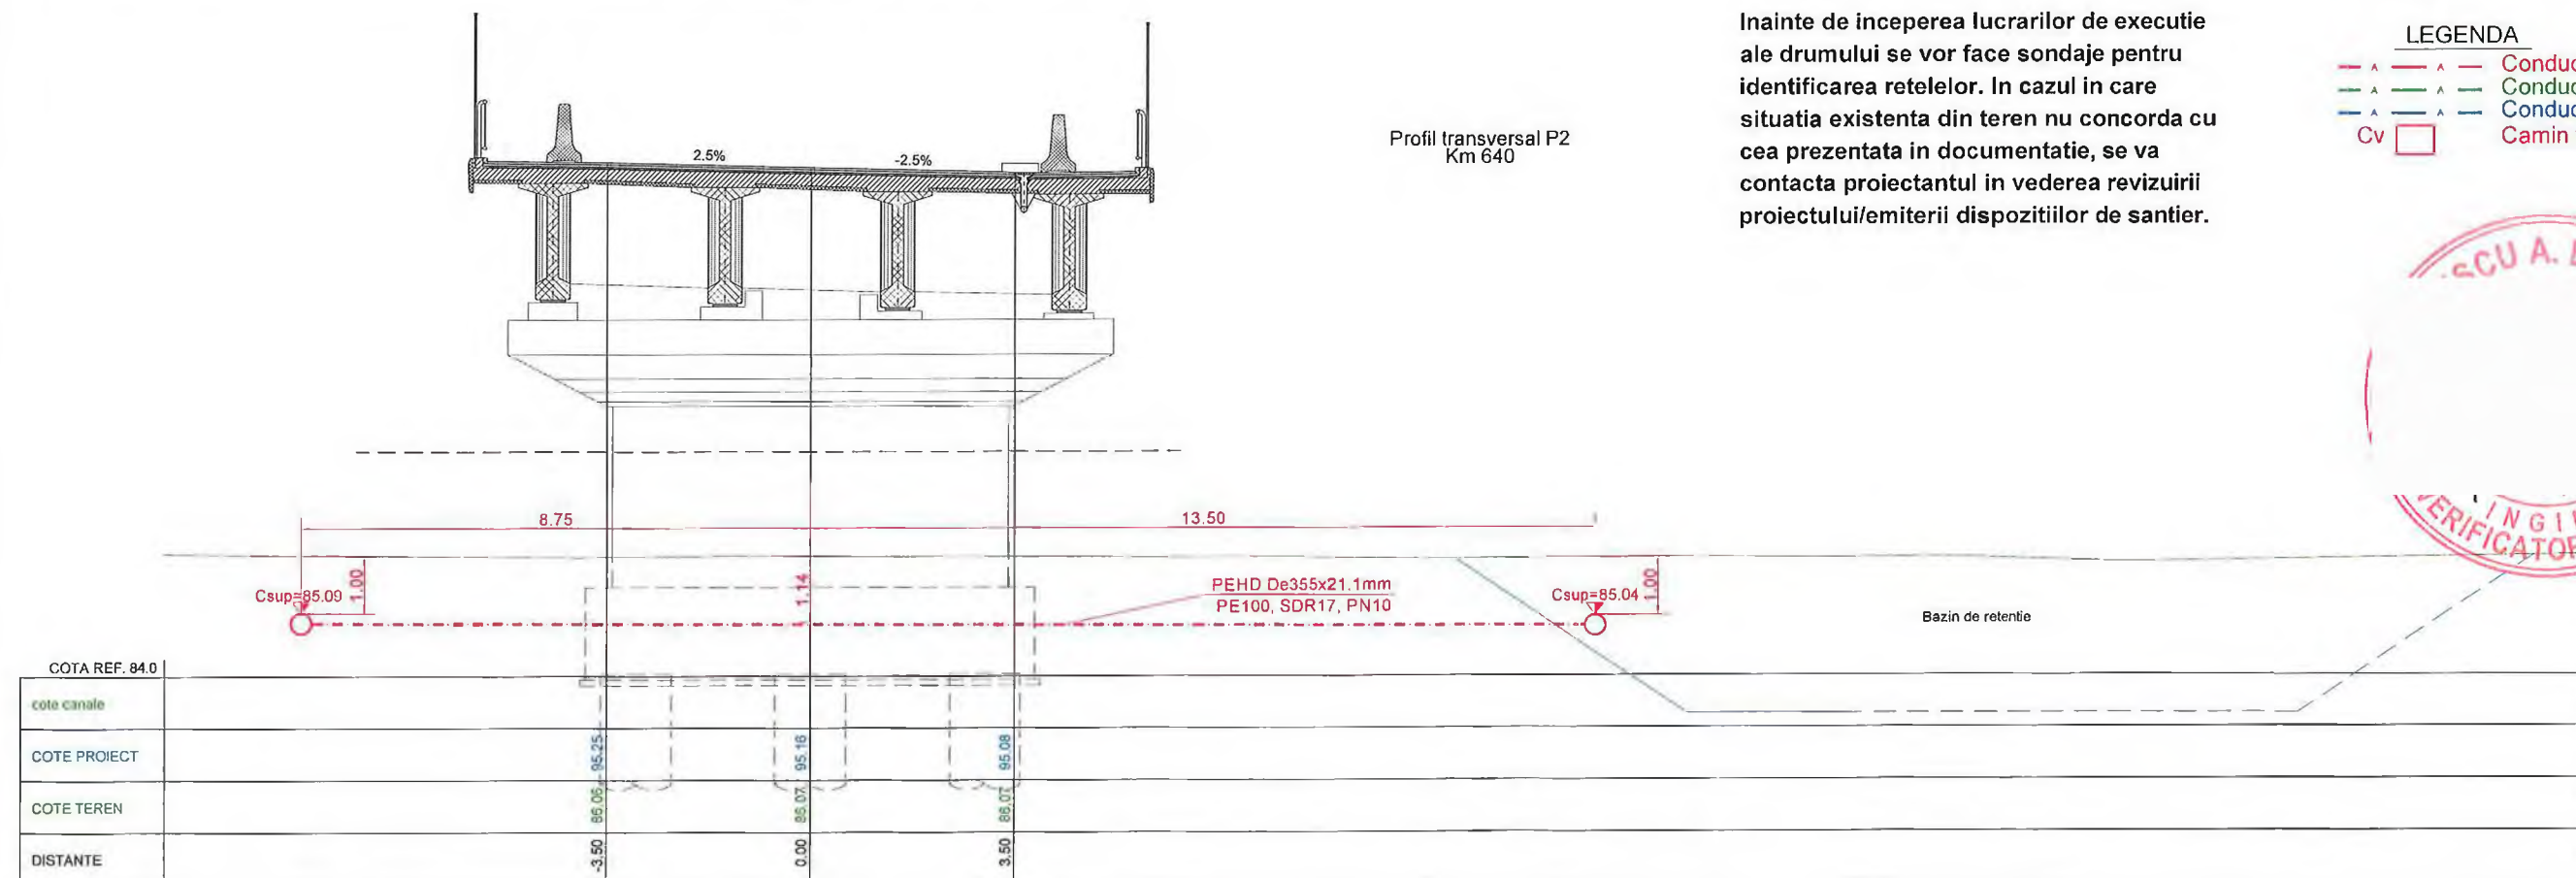 Inainte de inceperea lucrarilor de executie
ale drumului se vor face sondaje pentru
identificarea retelelor. In cazul in care
situatia existenta din teren nu concorda cu
cea prezentata in documentatie, se va
contacta proiectantul in vederea revizuirii
proiectului/emiterii dispozitiilor de santier.
LEGENDA
Conduc
Conduc
Conduc
Cv Camin
Profil transversal P2
Km 640
2.5%
-2.5%
SCU A.
INGI
VERIFICATOR
8.75
13.50
1.00
Csup=85.09
1.14
PEHD De355x21.1mm
PE100, SDR17, PN10
Csup=85.04
1.00
Bazin de retentie
COTA REF. 84.0
cote canale
COTE PROIECT
95.25
95.16
95.08
COTE TEREN
86.06
86.07
86.07
DISTANTE
-3.50
0.00
3.50